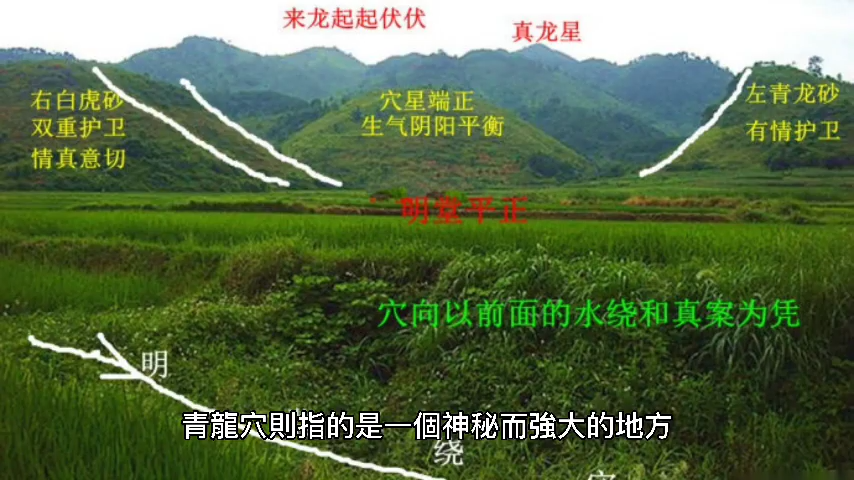 来龙起起伏伏
真龙星
右白虎砂
双重护卫
情真意切
穴星端正
生气阴阳平衡
左青龙砂
有情护卫
明堂平正
穴向以前面的水绕和真案为凭
明
青龍穴則指的是一個神秘而強大的地方
绕